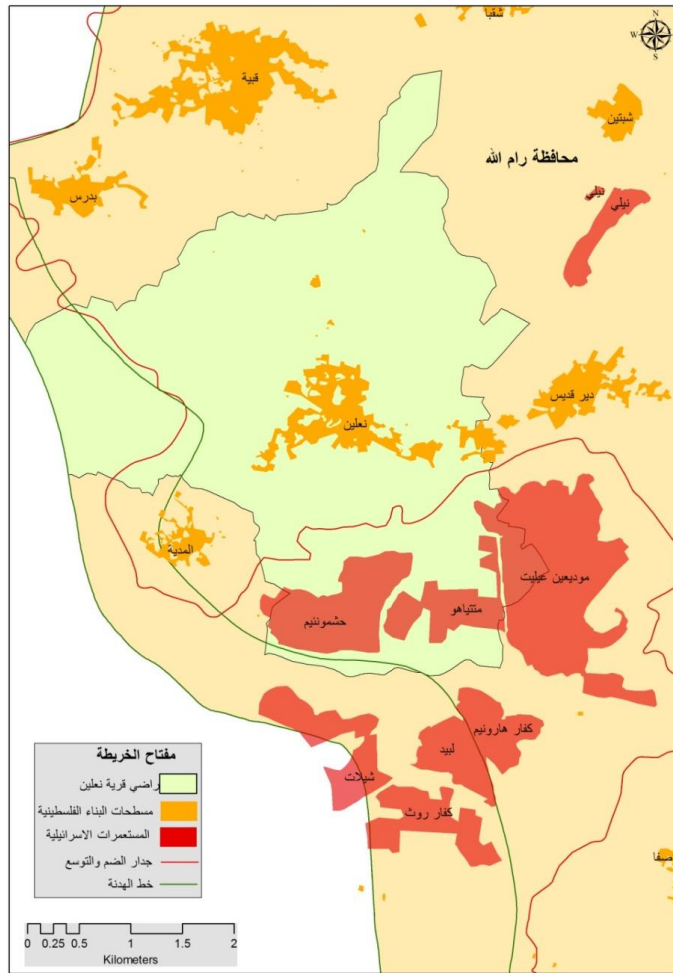 شقبا
N
W E
S
قبية
شبتين
محافظة رام الله
بدرس
نيلي
نيلي
دير قديس
نعلين
المدية
موديعين عيليت
متتياهو
حشمونئيم
كفار هارونيم
لبيد
شيلات
كفار روث
صفا
مفتاح الخريطة
راضي قرية نعلين
مسطحات البناء الفلسطينية
المستعمرات الاسرائيلية
جدار الضم والتوسع
خط الهدنة
0 0.25 0.5 1 1.5 2
Kilometers